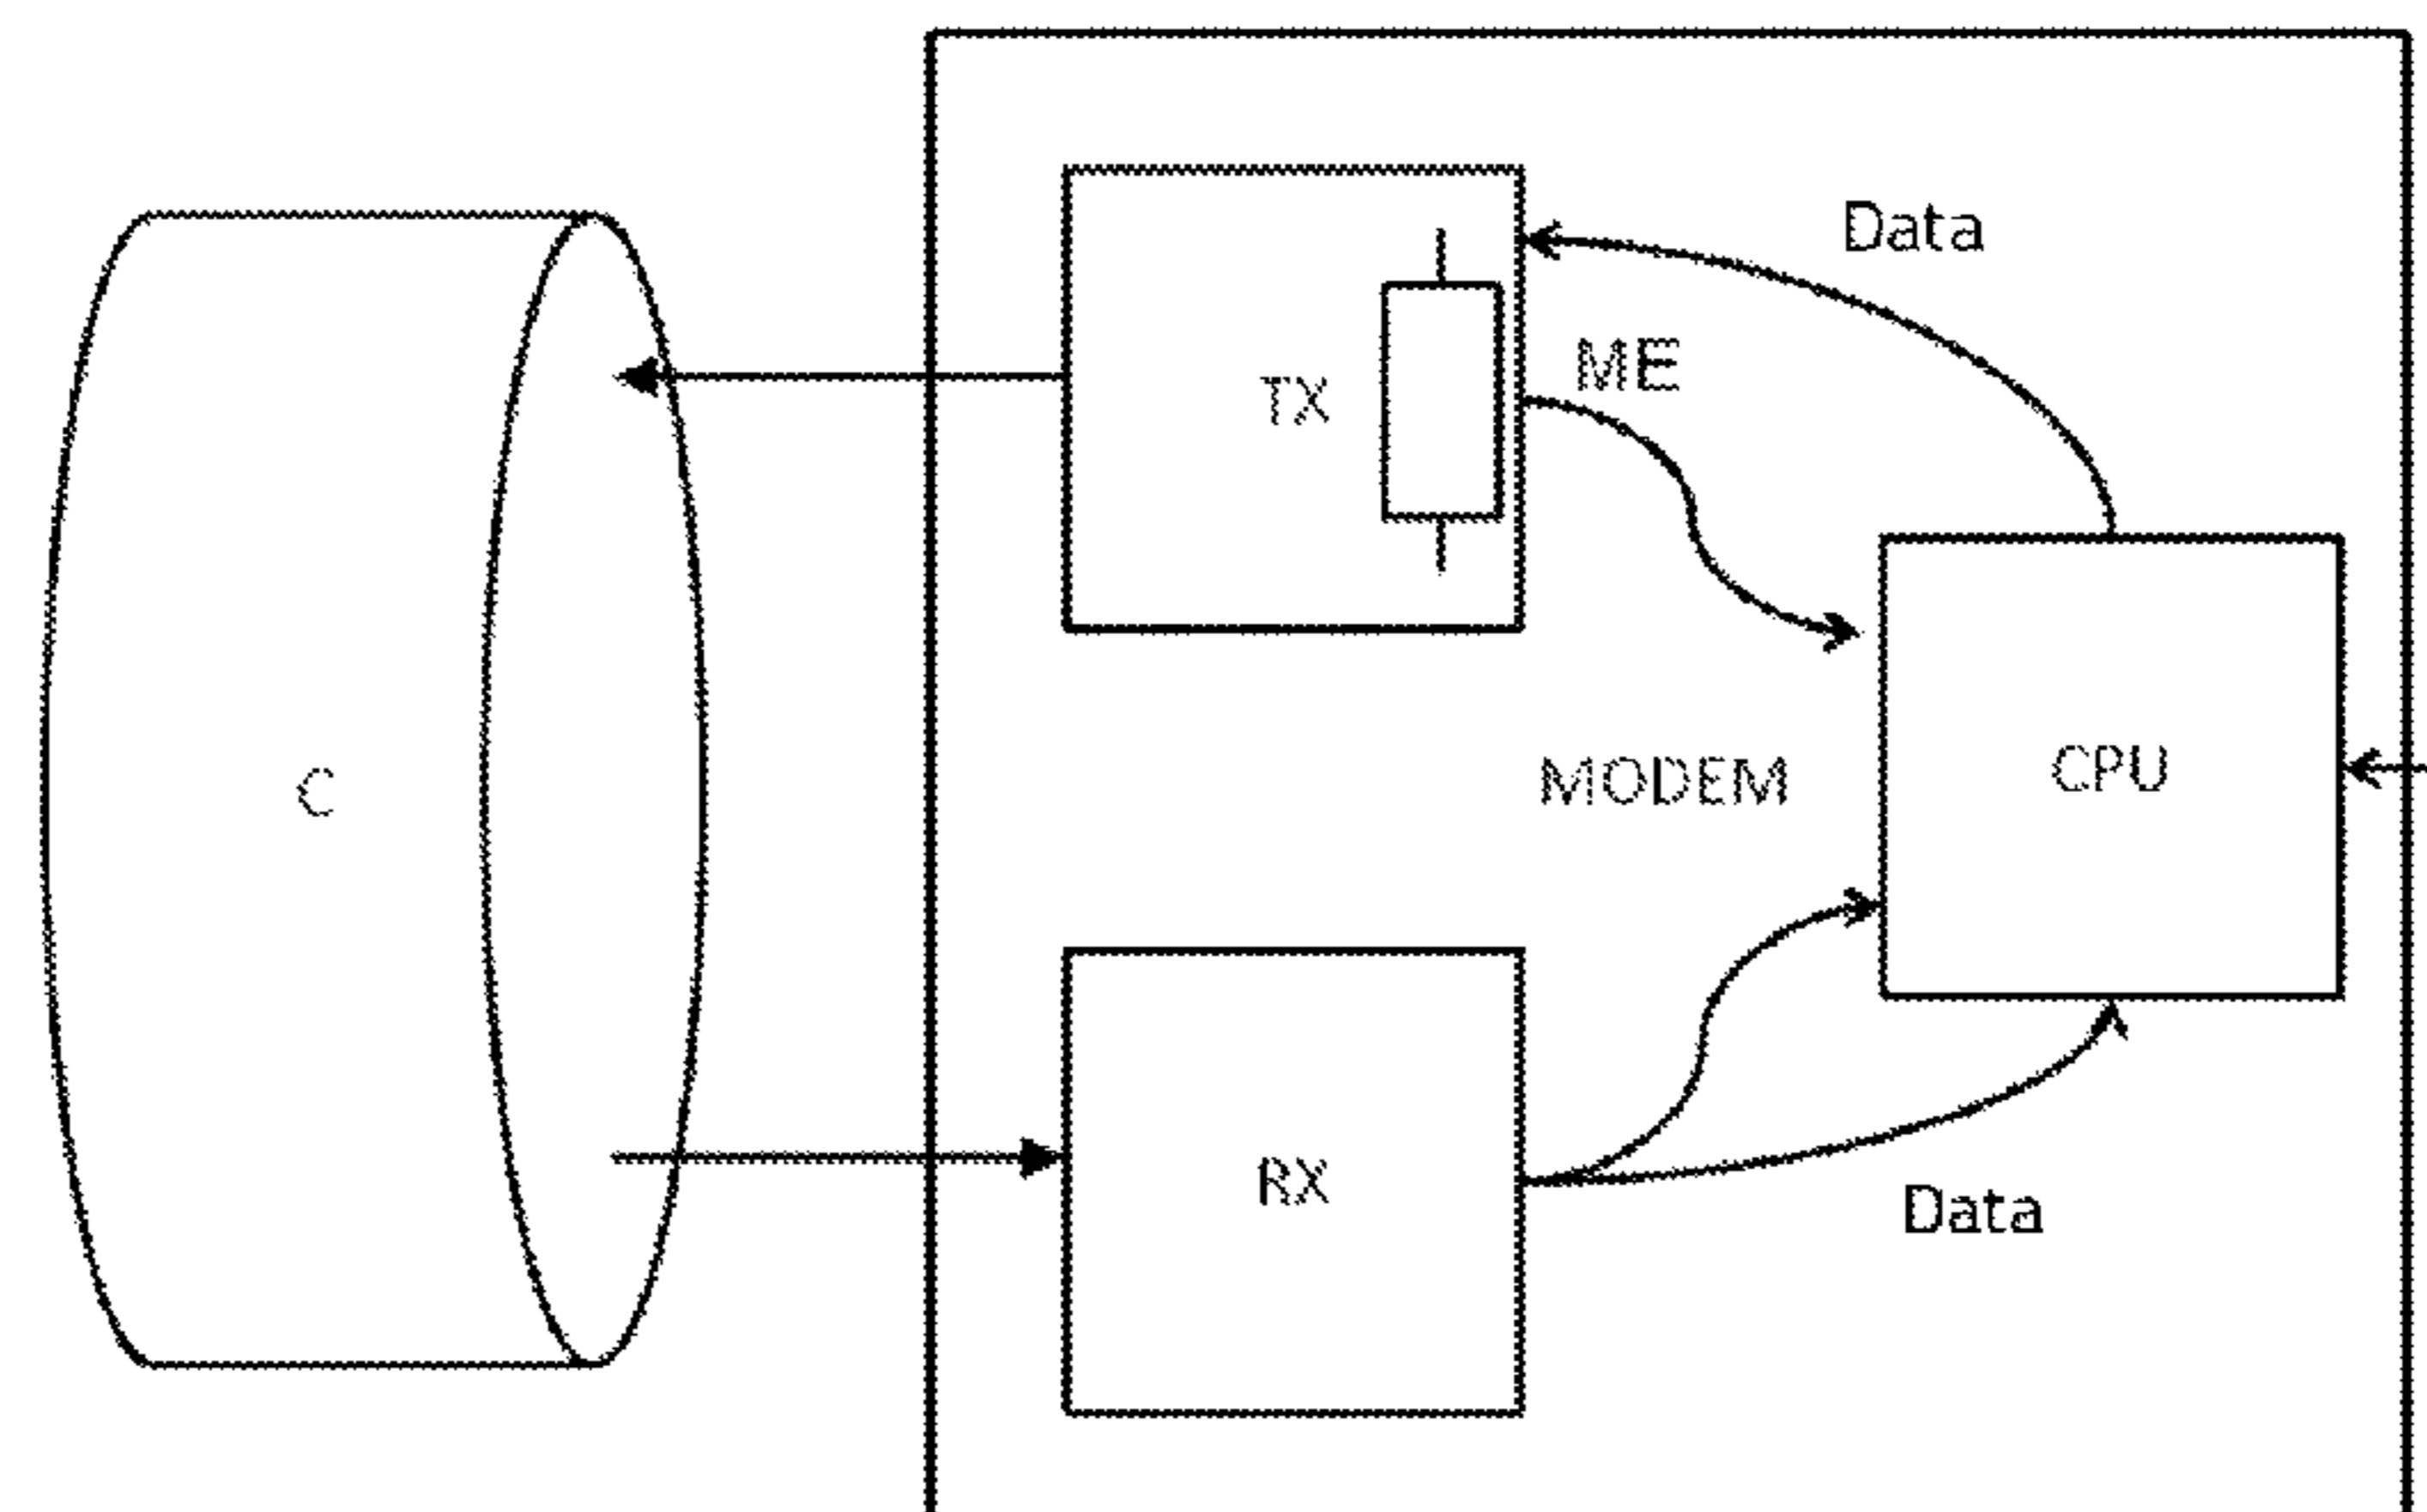 Data
ME
TX
C
MODEM
CPU
RX
Data